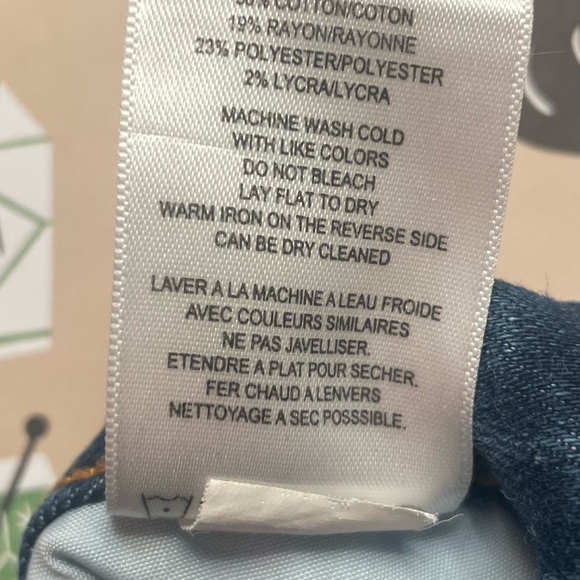 COTTON/COTON
19% RAYON/RAYONNE
23% POLYESTER/POLYESTER
2% LYCRA/LYCRA
MACHINE WASH COLD
WITH LIKE COLORS
DO NOT BLEACH
LAY FLAT TO DRY
WARM IRON ON THE REVERSE SIDE
CAN BE DRY CLEANED
LAVER A LA MACHINE A LEAU FROIDE
AVEC COULEURS SIMILAIRES
NE PAS JAVELLISER.
ETENDRE A PLAT POUR SECHER.
FER CHAUD A LENVERS
NETTOYAGE A SEC POSSSIBLE.